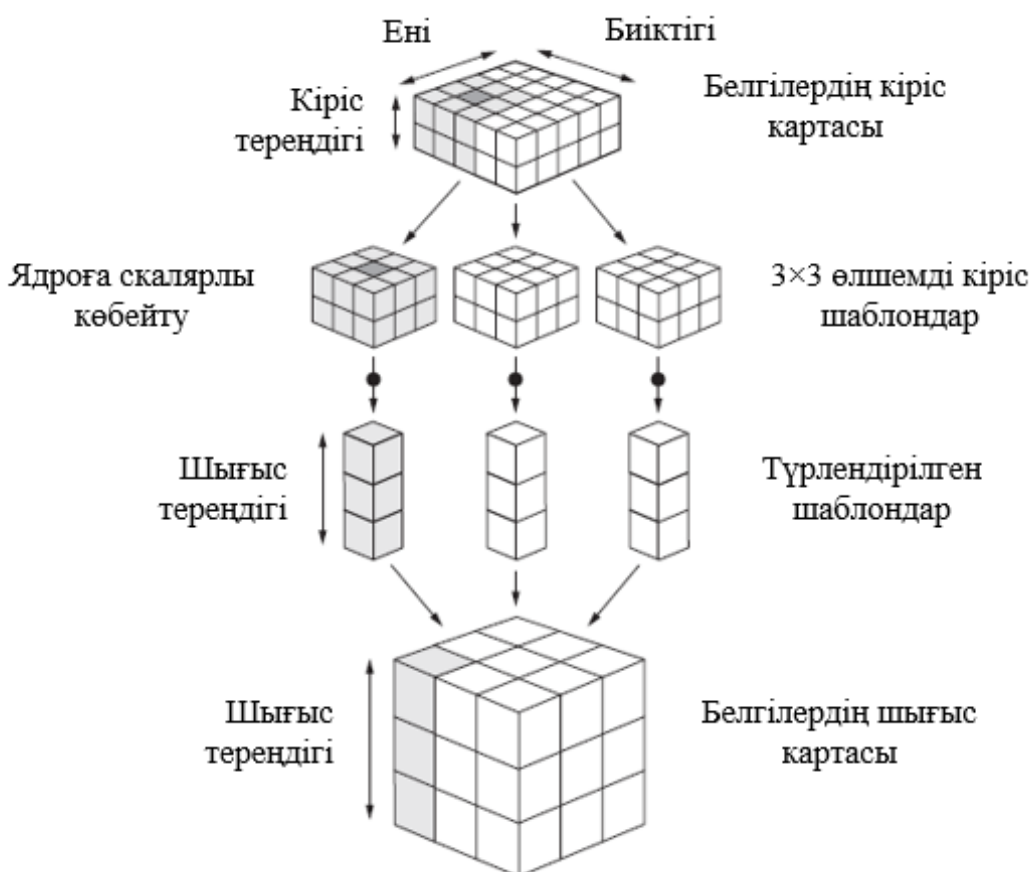 Ені
Биіктігі
Кіріс
тереңдігі
Белгілердің кіріс
картасы
Ядроға скалярлы
көбейту
3×3 өлшемді кіріс
шаблондар
Шығыс
тереңдігі
Түрлендірілген
шаблондар
Шығыс
тереңдігі
Белгілердің шығыс
картасы